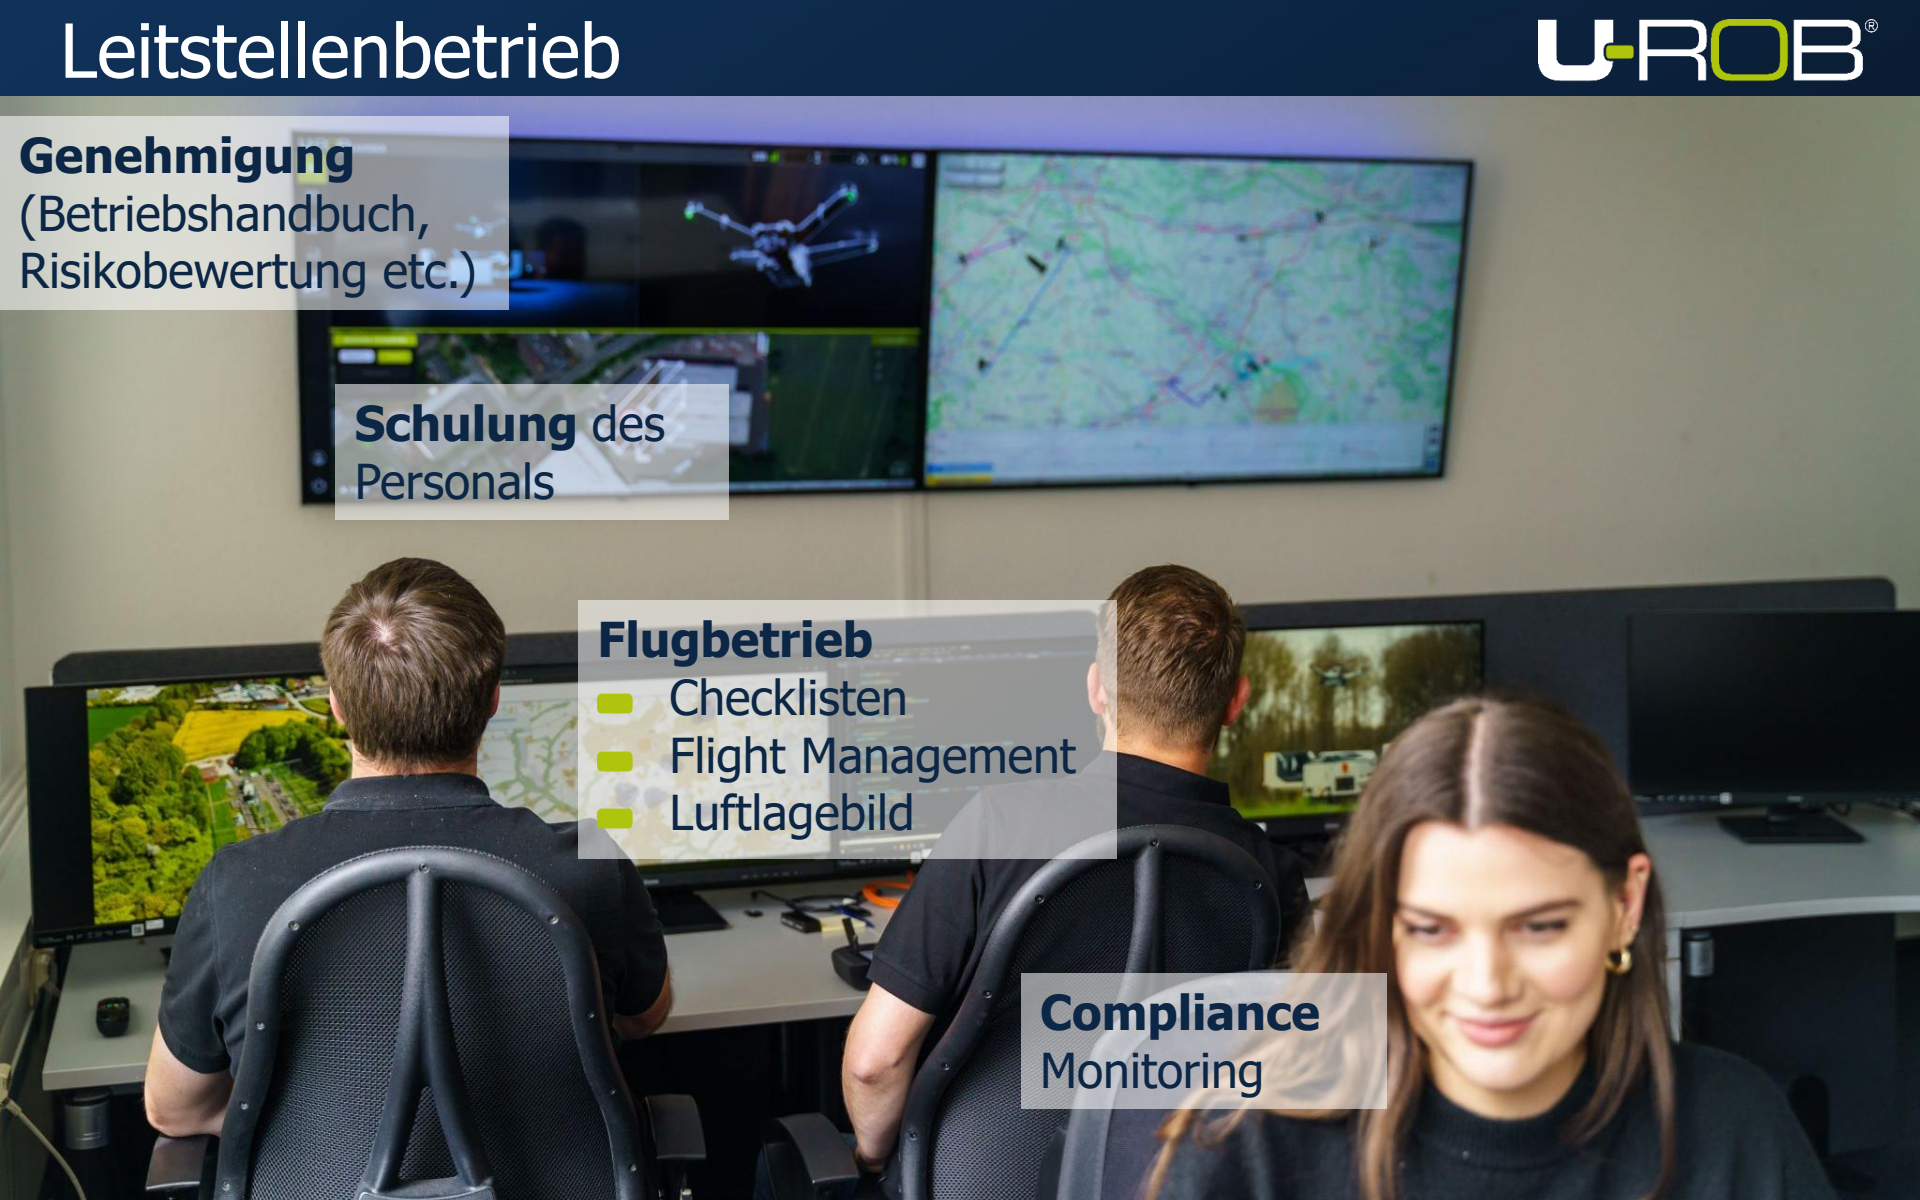 Leitstellenbetrieb
U-ROB®
Genehmigung
(Betriebshandbuch,
Risikobewertung etc.)
Schulung des
Personals
Flugbetrieb
Checklisten
Flight Management
Luftlagebild
Compliance
Monitoring